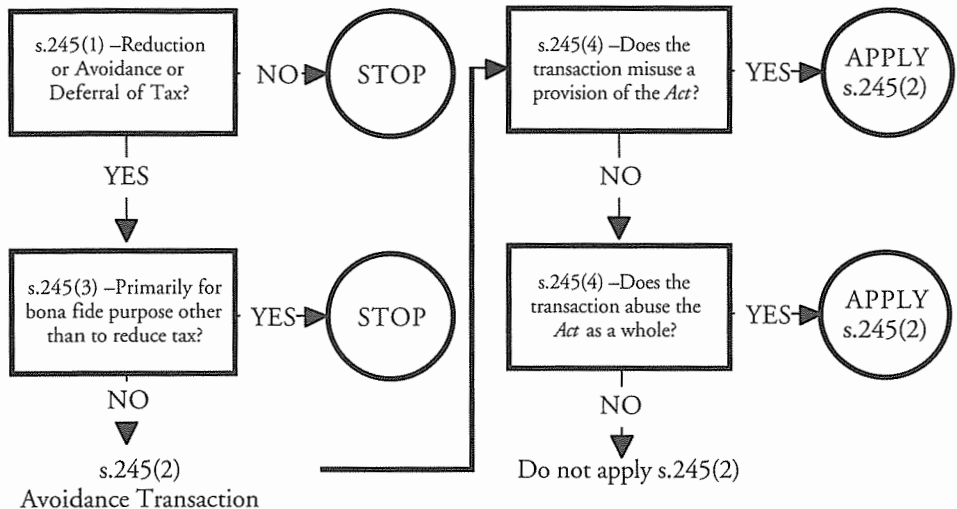 s.245(1) –Reduction
or Avoidance or
Deferral of Tax?
NO
STOP
YES
s.245(3) –Primarily for
bona fide purpose other
than to reduce tax?
YES
STOP
NO
s.245(2)
Avoidance Transaction
s.245(4) –Does the
transaction misuse a
provision of the Act?
YES
APPLY
s.245(2)
NO
s.245(4) –Does the
transaction abuse the
Act as a whole?
YES
APPLY
s.245(2)
NO
Do not apply s.245(2)